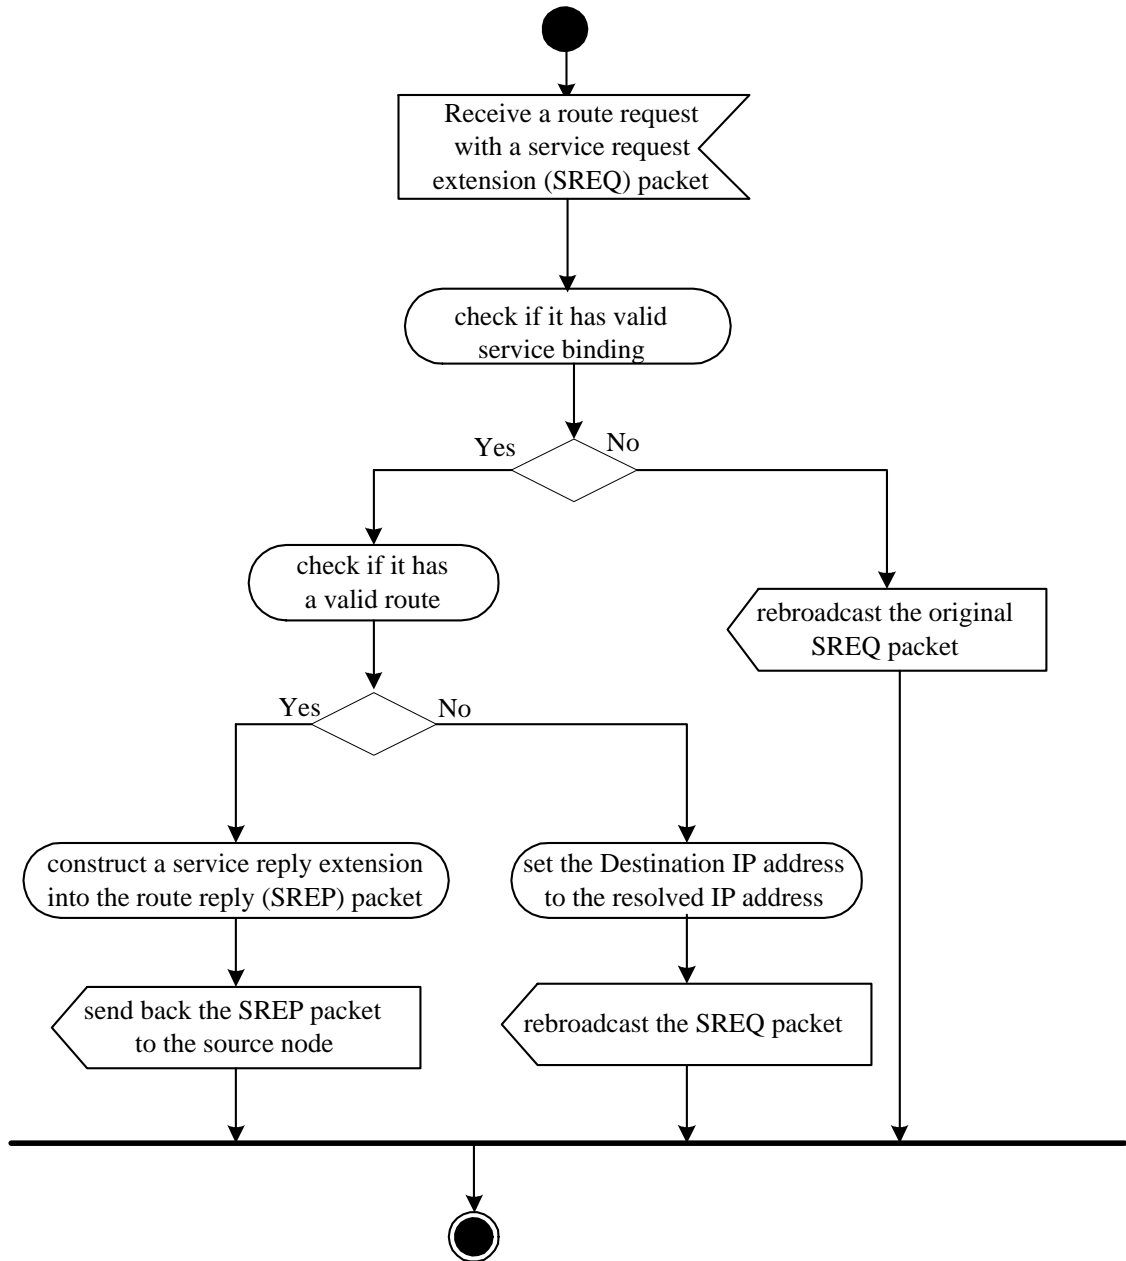 Receive a route request
with a service request
extension (SREQ) packet
check if it has valid
service binding
Yes
No
check if it has
a valid route
rebroadcast the original
SREQ packet
Yes
No
construct a service reply extension
into the route reply (SREP) packet
set the Destination IP address
to the resolved IP address
send back the SREP packet
to the source node
rebroadcast the SREQ packet